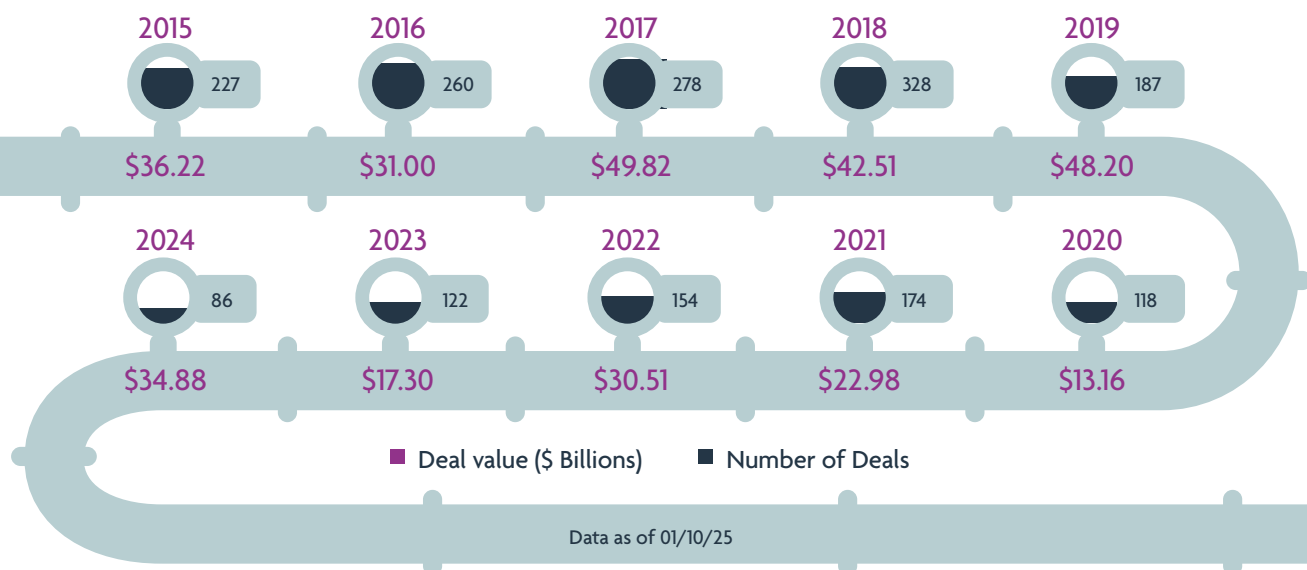 2015 2016 2017 2018 2019
227 260 278 328 187
$36.22 $31.00 $49.82 $42.51 $48.20
2024 2023 2022 2021 2020
86 122 154 174 118
$34.88 $17.30 $30.51 $22.98 $13.16
Deal value ($ Billions) Number of Deals
Data as of 01/10/25